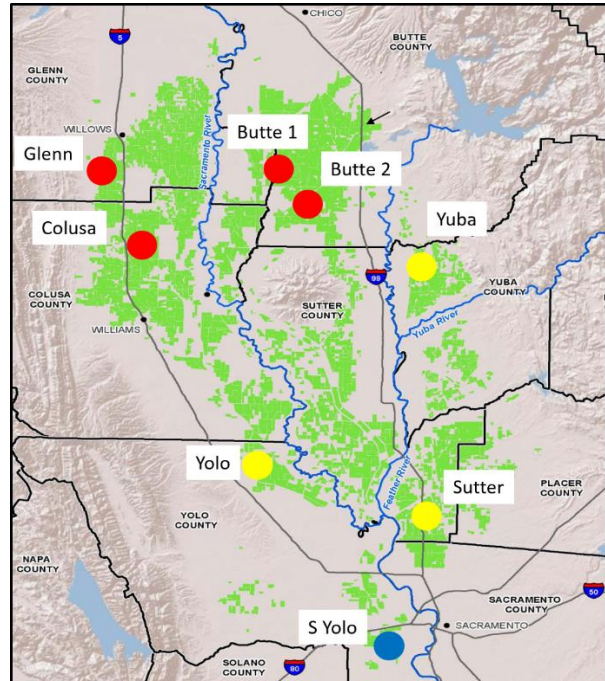 CHICO
5
BUTTE
COUNTY
GLENN
COUNTY
WILLOWS
Sacramento River
Butte 1
Glenn
Butte 2
Colusa
Yuba
99
COLUSA
COUNTY
SUTTER
COUNTY
YUBA
COUNTY
Yuba River
WILLIAMS
Yolo
Sutter
PLACER
COUNTY
Feather River
YOLO
COUNTY
NAPA
COUNTY
SACRAMENTO
COUNTY
50
S Yolo
SACRAMENTO
SOLANO
COUNTY
80